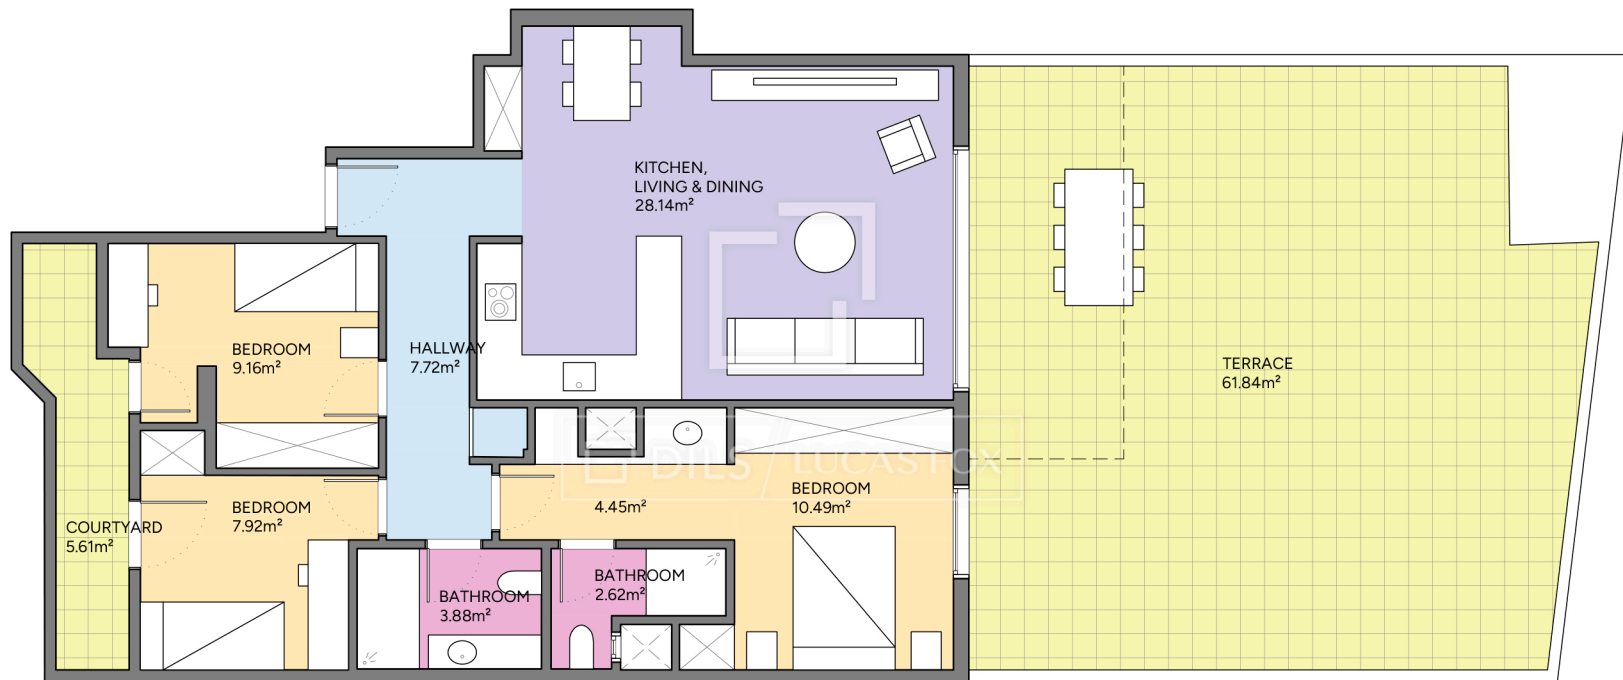 KITCHEN,
LIVING & DINING
28.14m²
BEDROOM
9.16m²
HALLWAY
7.72m²
TERRACE
61.84m²
DILS / LUCAS FOX
BEDROOM
7.92m²
4.45m²
BEDROOM
10.49m²
COURTYARD
5.61m²
BATHROOM
3.88m²
BATHROOM
2.62m²